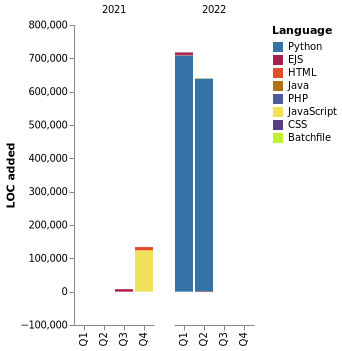 2021 2022
Language
Python
EJS
HTML
Java
PHP
JavaScript
CSS
Batchfile
LOC added
800,000
700,000
600,000
500,000
400,000
300,000
200,000
100,000
0
−100,000
Q1 Q2 Q3 Q4 Q1 Q2 Q3 Q4